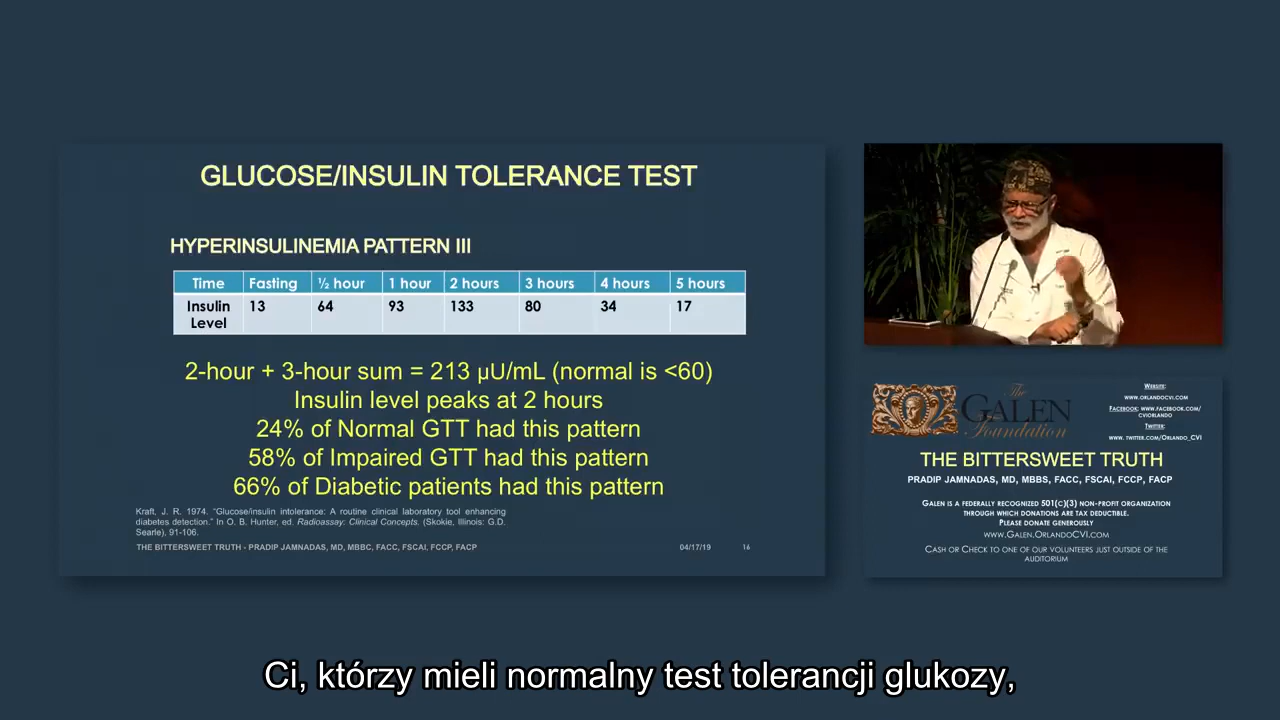 GLUCOSE/INSULIN TOLERANCE TEST
HYPERINSULINEMIA PATTERN III
Time Fasting ½ hour 1 hour 2 hours 3 hours 4 hours 5 hours
Insulin Level 13 64 93 133 80 34 17
2-hour + 3-hour sum = 213 µU/mL (normal is <60)
Insulin level peaks at 2 hours
24% of Normal GTT had this pattern
58% of Impaired GTT had this pattern
66% of Diabetic patients had this pattern
Kraft, J. R. 1974. “Glucose/insulin intolerance: A routine clinical laboratory tool enhancing
diabetes detection.” In O. B. Hunter, ed. Radioassay: Clinical Concepts. (Skokie, Illinois: G.D.
Searle), 91-106.
THE BITTERSWEET TRUTH - PRADIP JAMNADAS, MD, MBBC, FACC, FSCAI, FCCP, FACP 04/17/19 16
The
GALEN
Foundation
WEBSITE:
WWW.ORLANDOCVI.COM
FACEBOOK: WWW.FACEBOOK.COM/
CVIORLANDO
TWITTER:
WWW. TWITTER.COM/ORLANDO_CVI
THE BITTERSWEET TRUTH
PRADIP JAMNADAS, MD, MBBS, FACC, FSCAI, FCCP, FACP
GALEN IS A FEDERALLY RECOGNIZED 501(C)(3) NON-PROFIT ORGANIZATION
THROUGH WHICH DONATIONS ARE TAX DEDUCTIBLE.
PLEASE DONATE GENEROUSLY
WWW.GALEN.ORLANDOCVI.COM
CASH OR CHECK TO ONE OF OUR VOLUNTEERS JUST OUTSIDE OF THE
AUDITORIUM
Ci, którzy mieli normalny test tolerancji glukozy,